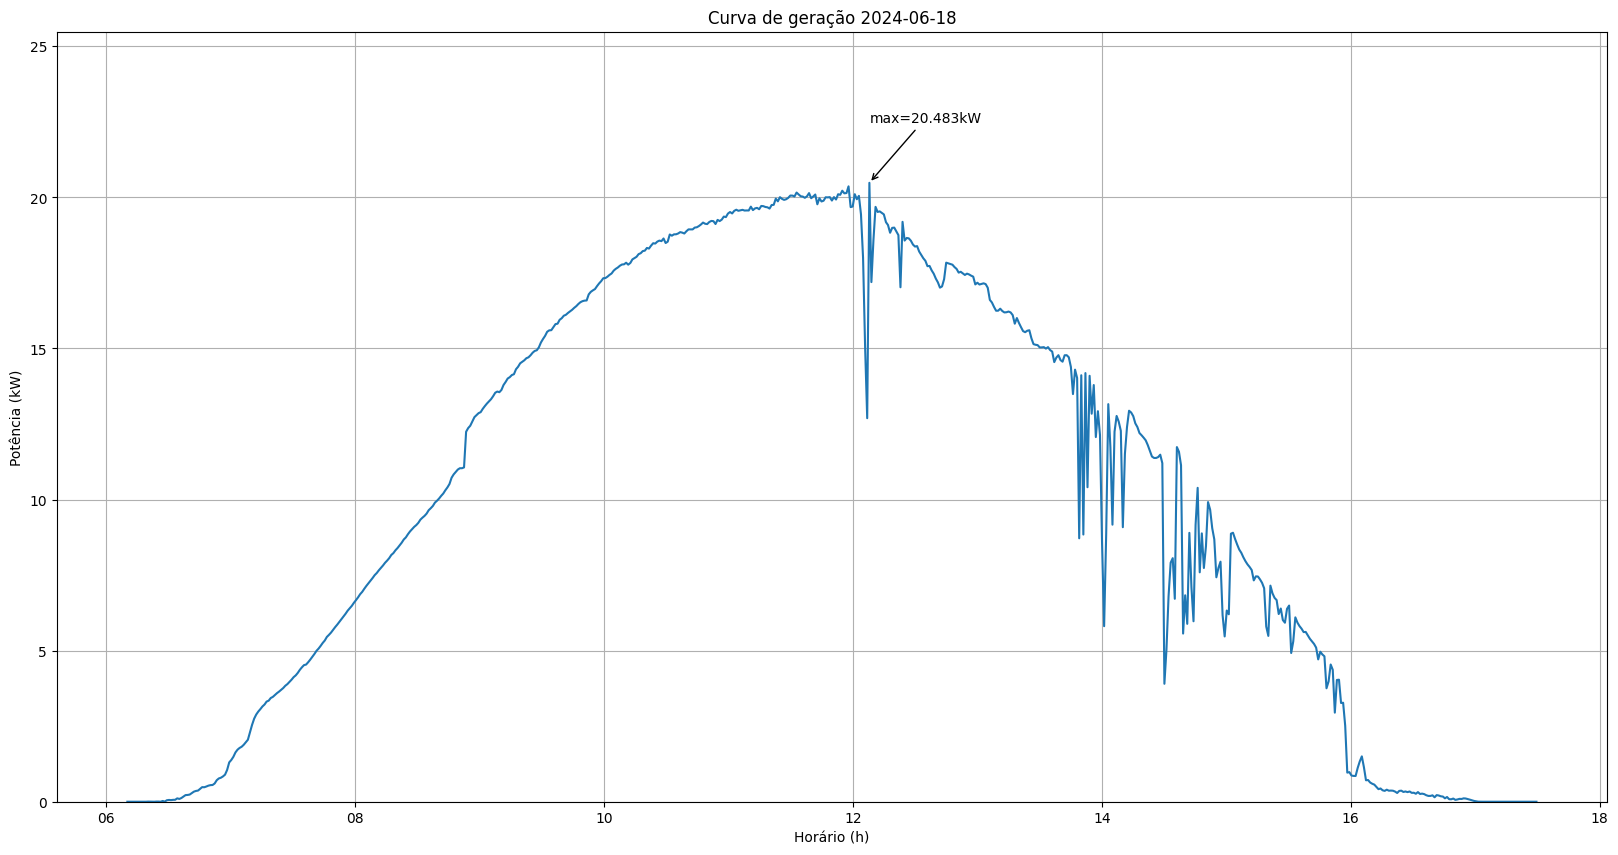 Curva de geração 2024-06-18
25
max=20.483kW
20
15
Potência (kW)
10
5
0
06 08 10 12 14 16 18
Horário (h)